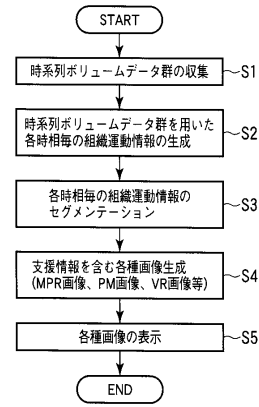 START
時系列ボリュームデータ群の収集
S1
時系列ボリュームデータ群を用いた
各時相毎の組織運動情報の生成
S2
各時相毎の組織運動情報の
セグメンテーション
S3
支援情報を含む各種画像生成
(MPR画像、PM画像、VR画像等)
S4
各種画像の表示
S5
END